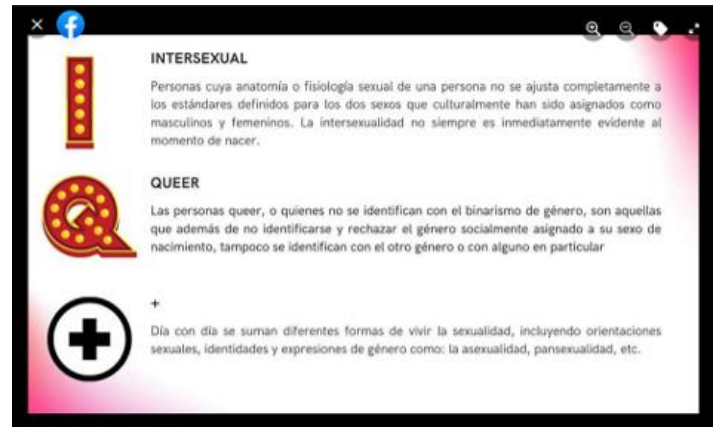 I
INTERSEXUAL
Personas cuya anatomía o fisiología sexual de una persona no se ajusta completamente a
los estándares definidos para los dos sexos que culturalmente han sido asignados como
masculinos y femeninos. La intersexualidad no siempre es inmediatamente evidente al
momento de nacer.
Q
QUEER
Las personas queer, o quienes no se identifican con el binarismo de género, son aquellas
que además de no identificarse y rechazar el género socialmente asignado a su sexo de
nacimiento, tampoco se identifican con el otro género o con alguno en particular
+
Día con día se suman diferentes formas de vivir la sexualidad, incluyendo orientaciones
sexuales, identidades y expresiones de género como: la asexualidad, pansexualidad, etc.